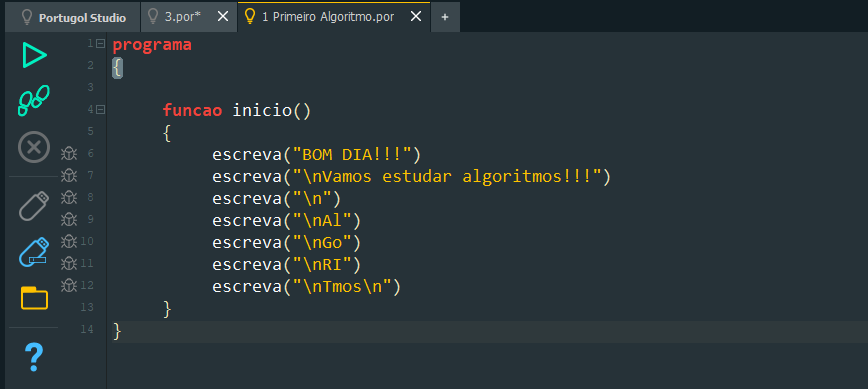 Portugol Studio 3.por* 1 Primeiro Algoritmo.por +
1 programa
2 {
3
4 funcao inicio()
5 {
6 escreva("BOM DIA!!!")
7 escreva("\nVamos estudar algoritmos!!!")
8 escreva("\n")
9 escreva("\nAl")
10 escreva("\nGo")
11 escreva("\nRI")
12 escreva("\nTmos\n")
13 }
14 }
?